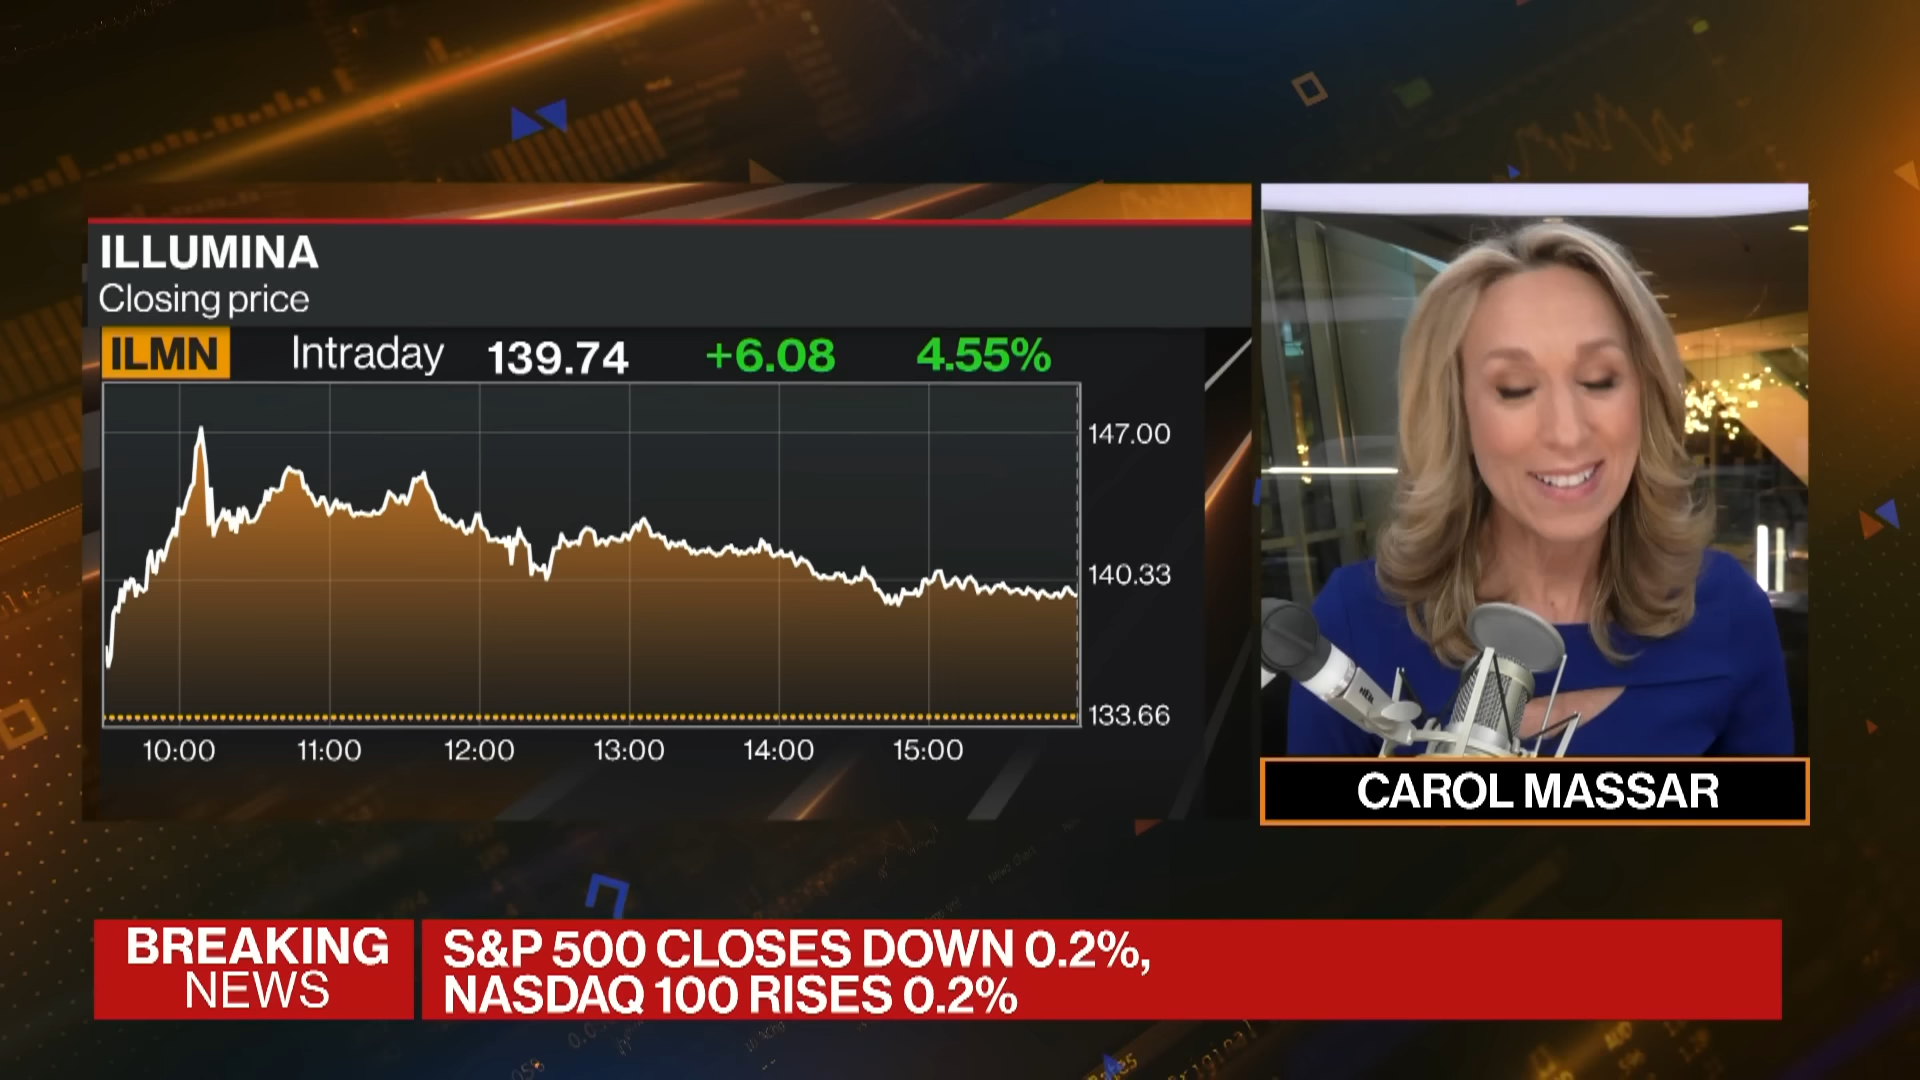 ILLUMINA
Closing price
ILMN Intraday 139.74 +6.08 4.55%
147.00
140.33
133.66
10:00 11:00 12:00 13:00 14:00 15:00
CAROL MASSAR
BREAKING
NEWS
S&P 500 CLOSES DOWN 0.2%,
NASDAQ 100 RISES 0.2%